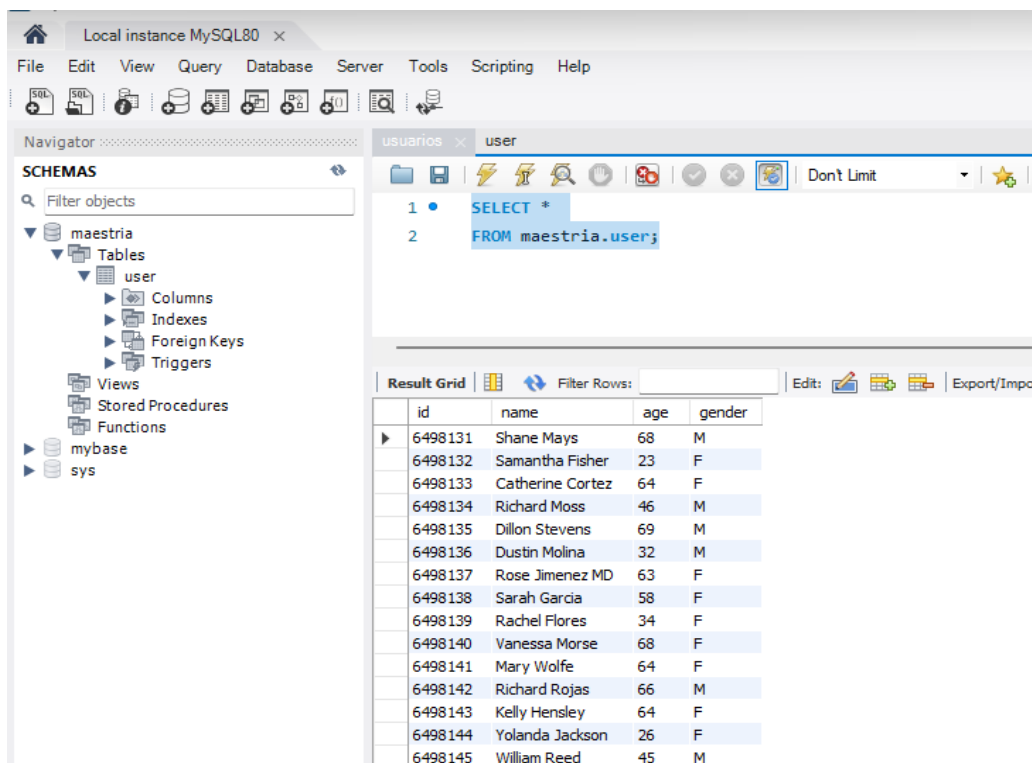 Local instance MySQL80 ×
File Edit View Query Database Server Tools Scripting Help
Navigator
SCHEMAS
Filter objects
maestria
Tables
user
Columns
Indexes
Foreign Keys
Triggers
Views
Stored Procedures
Functions
mybase
sys
usuarios × user
Don't Limit
1 SELECT *
2 FROM maestria.user;
Result Grid Filter Rows: Edit: Export/Impo
id name age gender
6498131 Shane Mays 68 M
6498132 Samantha Fisher 23 F
6498133 Catherine Cortez 64 F
6498134 Richard Moss 46 M
6498135 Dillon Stevens 69 M
6498136 Dustin Molina 32 M
6498137 Rose Jimenez MD 63 F
6498138 Sarah Garcia 58 F
6498139 Rachel Flores 34 F
6498140 Vanessa Morse 68 F
6498141 Mary Wolfe 64 F
6498142 Richard Rojas 66 M
6498143 Kelly Hensley 64 F
6498144 Yolanda Jackson 26 F
6498145 William Reed 45 M